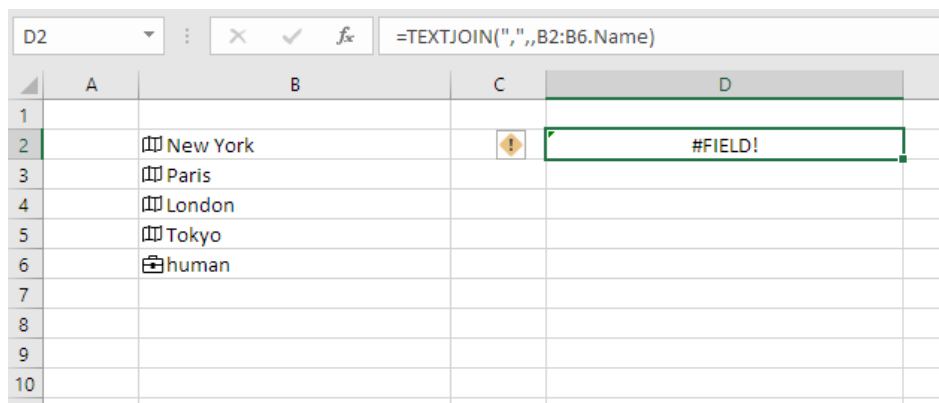 D2 fx =TEXTJOIN(",",,B2:B6.Name)
A B C D
1
2 New York #FIELD!
3 Paris
4 London
5 Tokyo
6 human
7
8
9
10